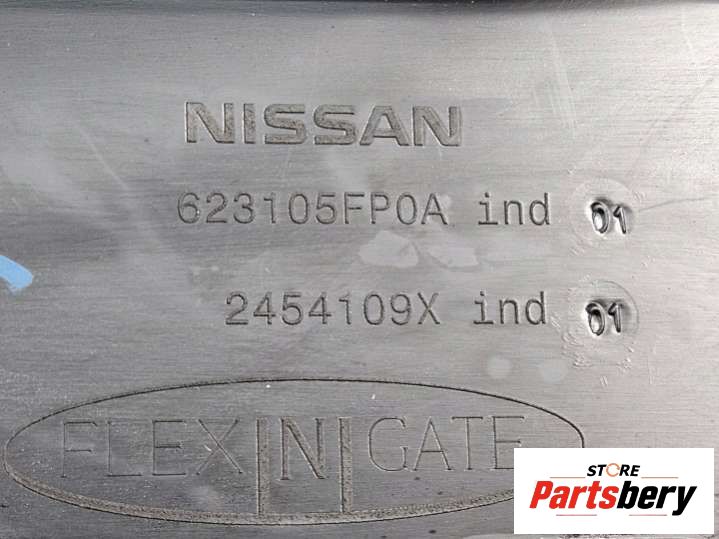 NISSAN
623105FP0A ind 01
2454109X ind 01
FLEX|N|GATE
STORE
Partsbery